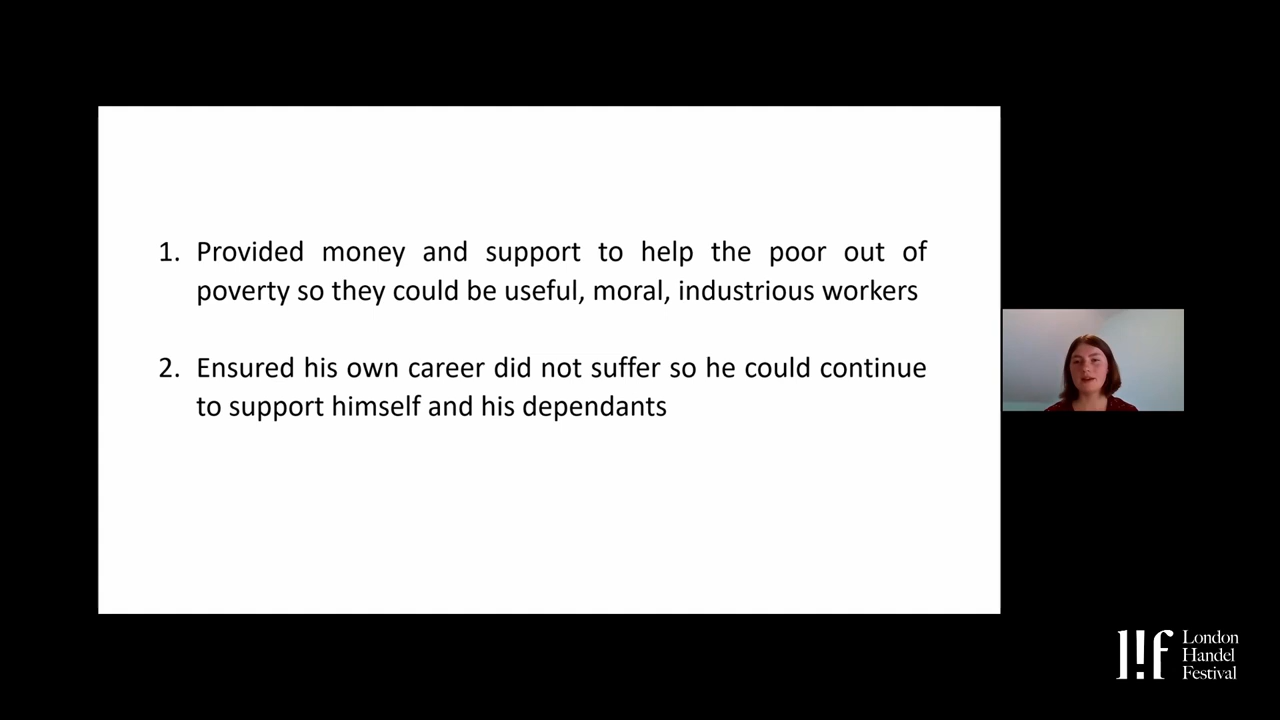 1. Provided money and support to help the poor out of
poverty so they could be useful, moral, industrious workers
2. Ensured his own career did not suffer so he could continue
to support himself and his dependants
l!f London
Handel
Festival